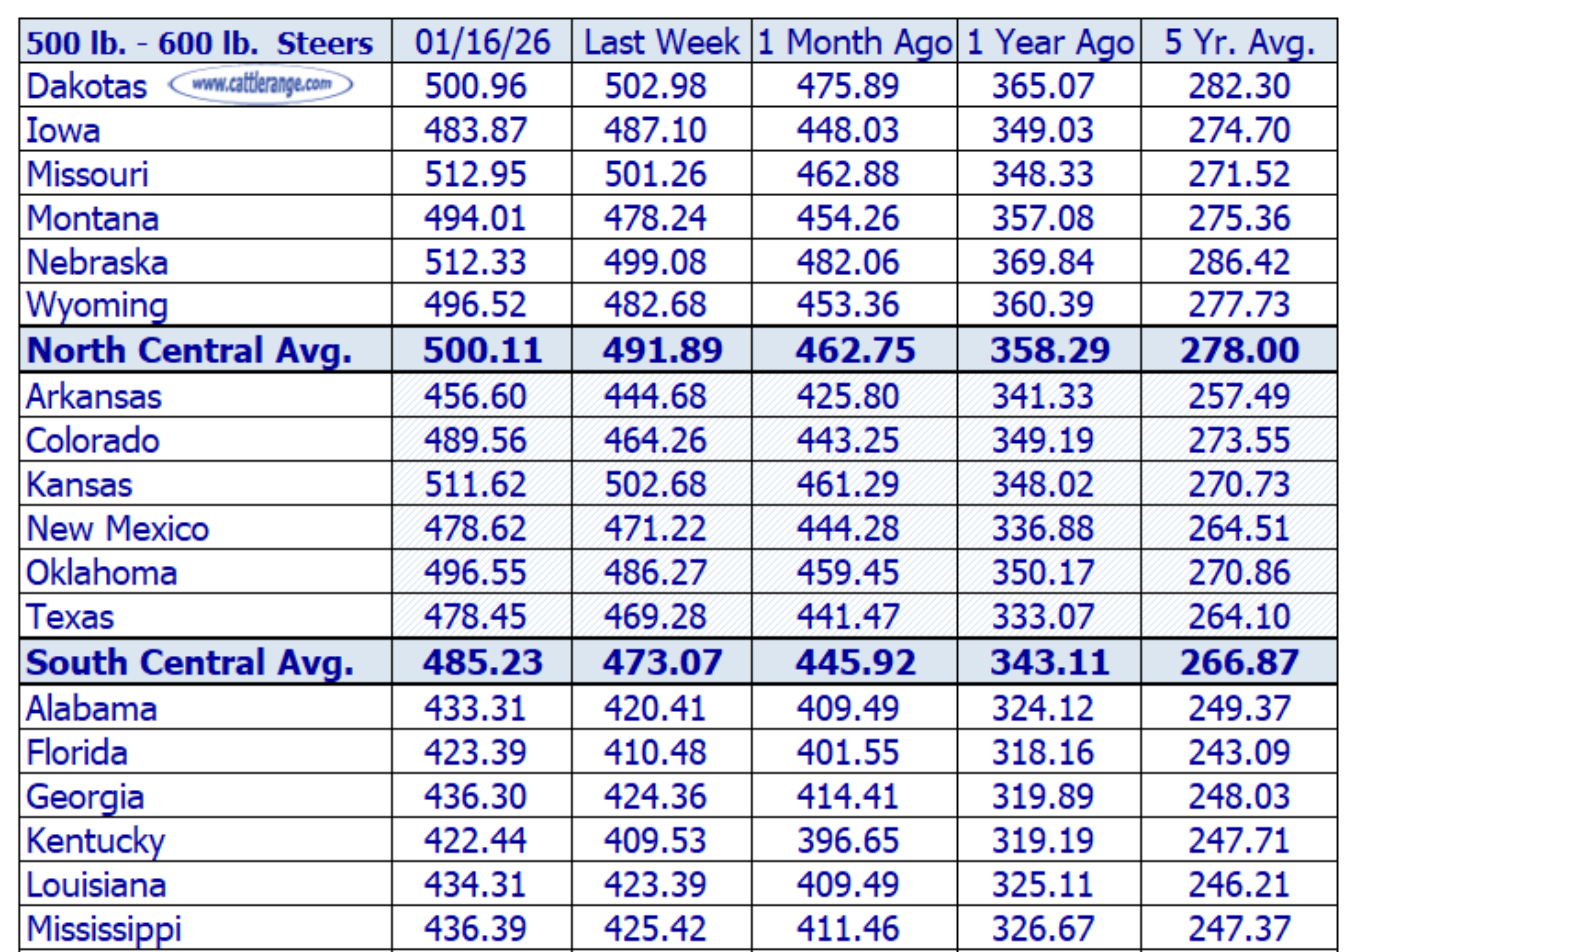 500 lb. - 600 lb. Steers 01/16/26 Last Week 1 Month Ago 1 Year Ago 5 Yr. Avg.
Dakotas www.cattlerange.com 500.96 502.98 475.89 365.07 282.30
Iowa 483.87 487.10 448.03 349.03 274.70
Missouri 512.95 501.26 462.88 348.33 271.52
Montana 494.01 478.24 454.26 357.08 275.36
Nebraska 512.33 499.08 482.06 369.84 286.42
Wyoming 496.52 482.68 453.36 360.39 277.73
North Central Avg. 500.11 491.89 462.75 358.29 278.00
Arkansas 456.60 444.68 425.80 341.33 257.49
Colorado 489.56 464.26 443.25 349.19 273.55
Kansas 511.62 502.68 461.29 348.02 270.73
New Mexico 478.62 471.22 444.28 336.88 264.51
Oklahoma 496.55 486.27 459.45 350.17 270.86
Texas 478.45 469.28 441.47 333.07 264.10
South Central Avg. 485.23 473.07 445.92 343.11 266.87
Alabama 433.31 420.41 409.49 324.12 249.37
Florida 423.39 410.48 401.55 318.16 243.09
Georgia 436.30 424.36 414.41 319.89 248.03
Kentucky 422.44 409.53 396.65 319.19 247.71
Louisiana 434.31 423.39 409.49 325.11 246.21
Mississippi 436.39 425.42 411.46 326.67 247.37